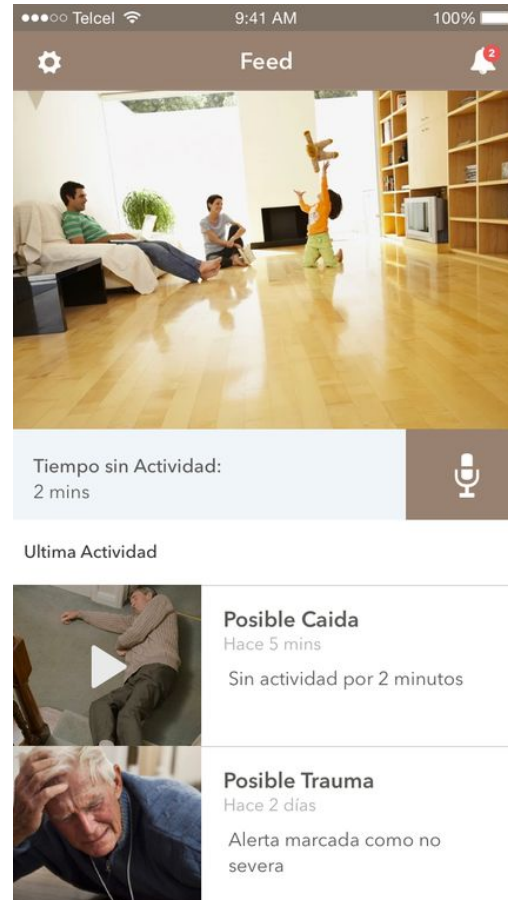 Telcel 9:41 AM 100%
Feed
2
Tiempo sin Actividad:
2 mins
Ultima Actividad
Posible Caida
Hace 5 mins
Sin actividad por 2 minutos
Posible Trauma
Hace 2 días
Alerta marcada como no
severa